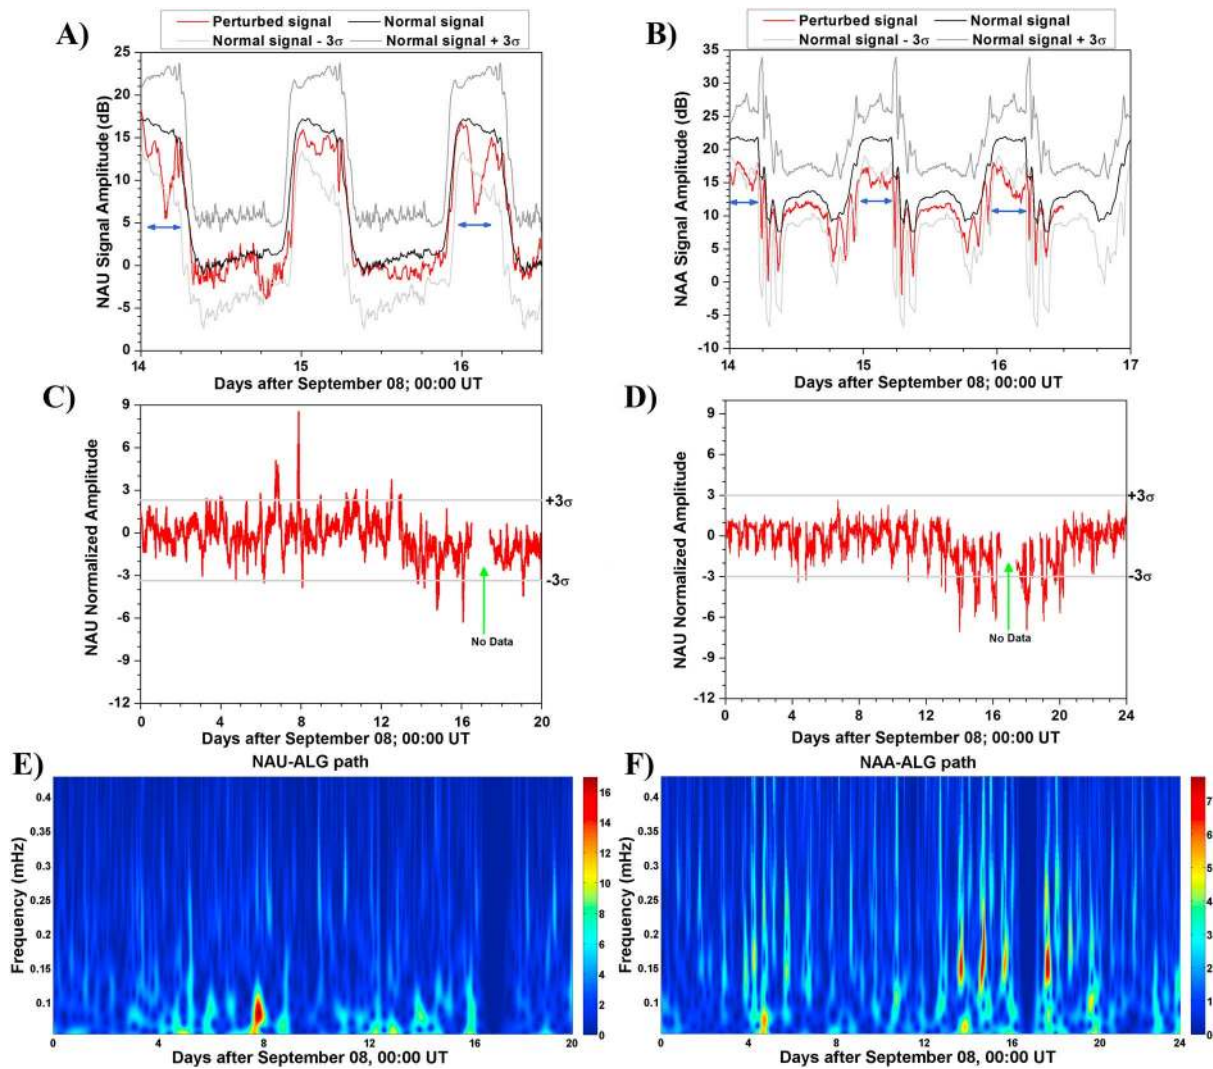 A)
Perturbed signal Normal signal
Normal signal - 3σ Normal signal + 3σ
NAU Signal Amplitude (dB)
25
20
15
10
5
0
-5
0
14 15 16
Days after September 08; 00:00 UT
B)
Perturbed signal Normal signal
Normal signal - 3σ Normal signal + 3σ
NAA Signal Amplitude (dB)
35
30
25
20
15
10
5
0
-5
-10
14 15 16 17
Days after September 08; 00:00 UT
C)
NAU Normalized Amplitude
9
6
3
0
-3
-6
-9
-12
+3σ
-3σ
No Data
0 4 8 12 16 20
Days after September 08; 00:00 UT
D)
NAU Normalized Amplitude
9
6
3
0
-3
-6
-9
-12
+3σ
-3σ
No Data
0 4 8 12 16 20 24
Days after September 08; 00:00 UT
E)
NAU-ALG path
Frequency (mHz)
0.4
0.35
0.3
0.25
0.2
0.15
0.1
0 4 8 12 16 20
Days after September 08, 00:00 UT
16
14
12
10
8
6
4
2
0
F)
NAA-ALG path
Frequency (mHz)
0.4
0.35
0.3
0.25
0.2
0.15
0.1
0 4 8 12 16 20 24
Days after September 08, 00:00 UT
7
6
5
4
3
2
1
0